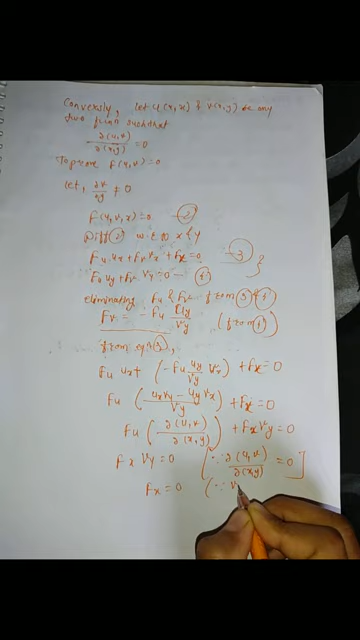 Conversly, let u(x,y) & v(x,y) be any
two funcn such that
∂(u,v)/∂(x,y) = 0
To prove F(u,v)=0
let, ∂v/∂y ≠ 0
F(u,v,x)=0 — ②
Diff ② w.r.t x & y
Fu ux + Fv vx + Fx = 0 — ③
Fu uy + Fv vy = 0 — ④ }
eliminating Fu & Fv from ③ & ④
Fv = - Fu uy/vy (from ④)
from eqn ③,
Fu ux + (-Fu uy/vy vx) + Fx = 0
Fu (ux vy - uy vx / vy) + Fx = 0
Fu (∂(u,v)/∂(x,y)) + Fx vy = 0
Fx vy = 0 [∵ ∂(u,v)/∂(x,y) = 0]
Fx = 0 (∵ v